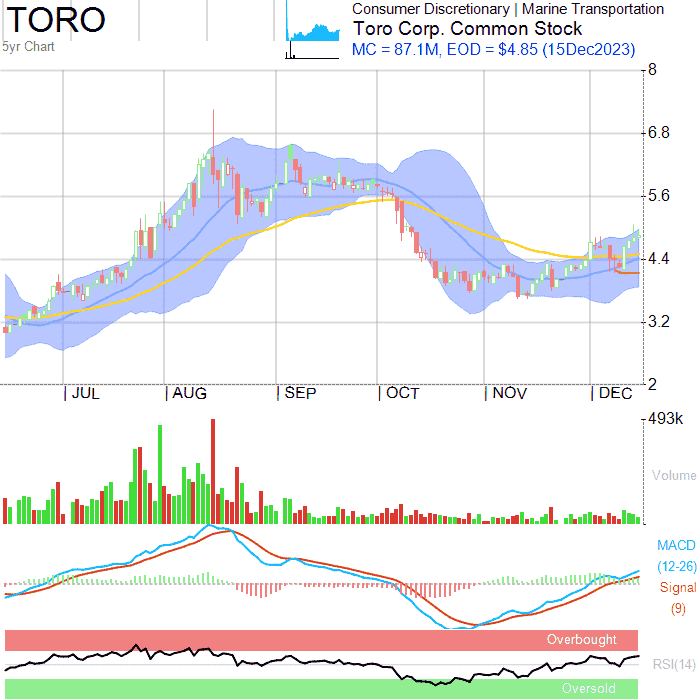 TORO
5yr Chart
Consumer Discretionary | Marine Transportation
Toro Corp. Common Stock
MC = 87.1M, EOD = $4.85 (15Dec2023)
8
6.8
5.6
4.4
3.2
2
JUL AUG SEP OCT NOV DEC
493k
Volume
MACD
(12-26)
Signal
(9)
Overbought
RSI(14)
Oversold